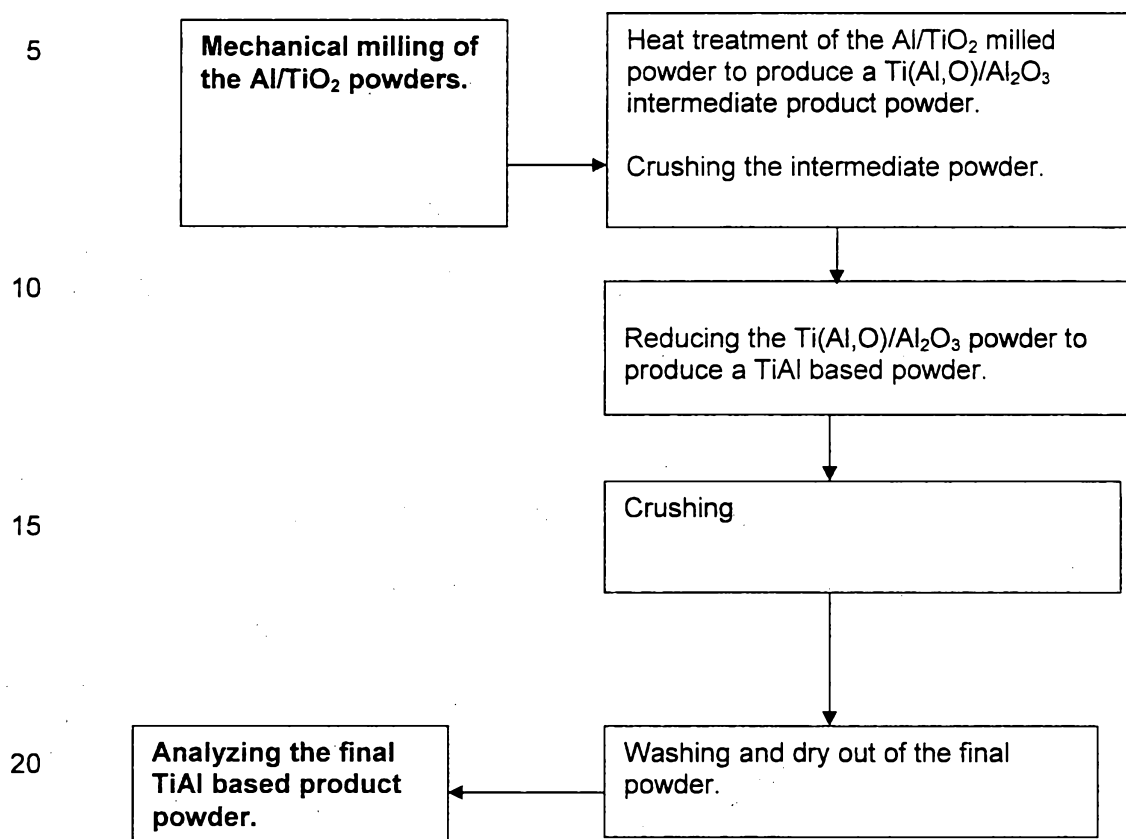 5
Mechanical milling of
the Al/TiO₂ powders.
Heat treatment of the Al/TiO₂ milled
powder to produce a Ti(Al,O)/Al₂O₃
intermediate product powder.
Crushing the intermediate powder.
10
Reducing the Ti(Al,O)/Al₂O₃ powder to
produce a TiAl based powder.
15
Crushing
20
Washing and dry out of the final
powder.
Analyzing the final
TiAl based product
powder.